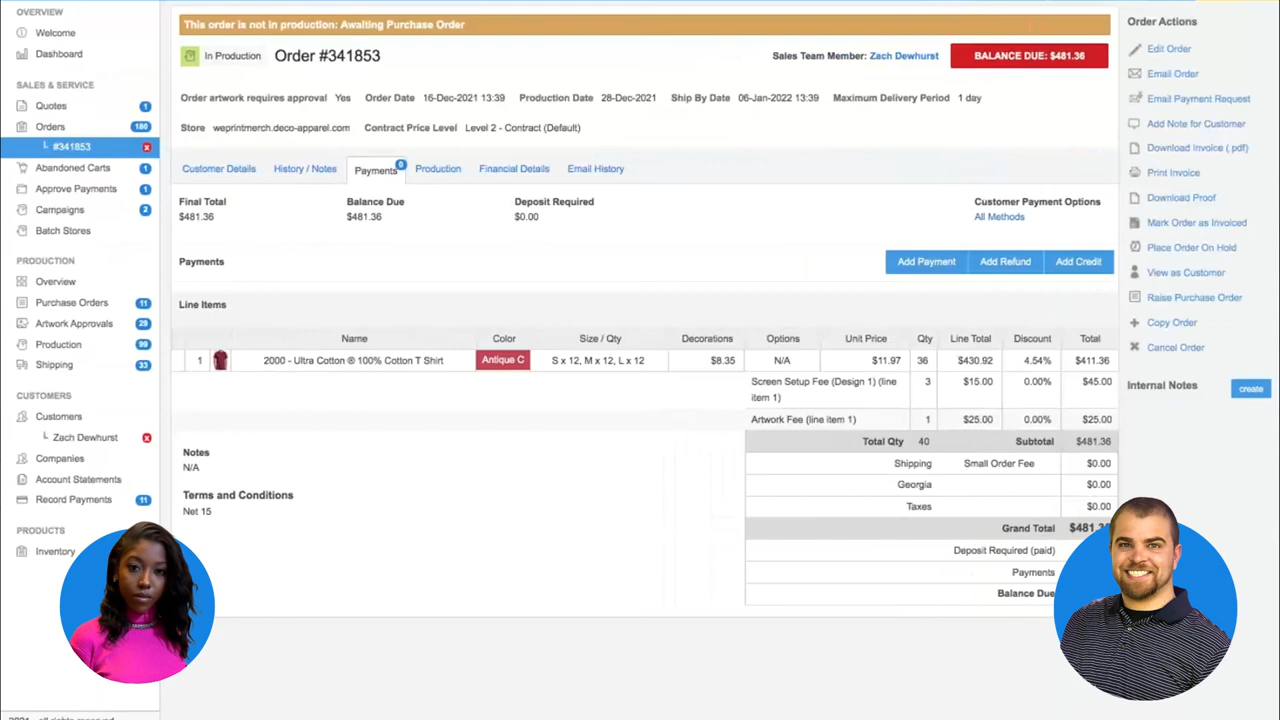 OVERVIEW
Welcome
Dashboard
SALES & SERVICE
Quotes 1
Orders 180
#341853
Abandoned Carts 1
Approve Payments 1
Campaigns 2
Batch Stores
PRODUCTION
Overview
Purchase Orders 11
Artwork Approvals 29
Production 99
Shipping 33
CUSTOMERS
Customers
Zach Dewhurst
Companies
Account Statements
Record Payments 11
PRODUCTS
Inventory
This order is not in production: Awaiting Purchase Order
In Production Order #341853 Sales Team Member: Zach Dewhurst BALANCE DUE: $481.36
Order artwork requires approval Yes Order Date 16-Dec-2021 13:39 Production Date 28-Dec-2021 Ship By Date 06-Jan-2022 13:39 Maximum Delivery Period 1 day
Store weprintmerch.deco-apparel.com Contract Price Level Level 2 - Contract (Default)
Customer Details History / Notes Payments 0 Production Financial Details Email History
Final Total Balance Due Deposit Required Customer Payment Options
$481.36 $481.36 $0.00 All Methods
Payments Add Payment Add Refund Add Credit
Line Items
Name Color Size / Qty Decorations Options Unit Price Qty Line Total Discount Total
1 2000 - Ultra Cotton ® 100% Cotton T Shirt Antique C S x 12, M x 12, L x 12 $8.35 N/A $11.97 36 $430.92 4.54% $411.36
Screen Setup Fee (Design 1) (line 3 $15.00 0.00% $45.00
item 1)
Artwork Fee (line item 1) 1 $25.00 0.00% $25.00
Total Qty 40 Subtotal $481.36
Notes
N/A
Shipping Small Order Fee $0.00
Georgia $0.00
Terms and Conditions
Net 15
Taxes $0.00
Grand Total
Deposit Required (paid)
Payments
Balance Due
Order Actions
Edit Order
Email Order
Email Payment Request
Add Note for Customer
Download Invoice (.pdf)
Print Invoice
Download Proof
Mark Order as Invoiced
Place Order On Hold
View as Customer
Raise Purchase Order
Copy Order
Cancel Order
Internal Notes create